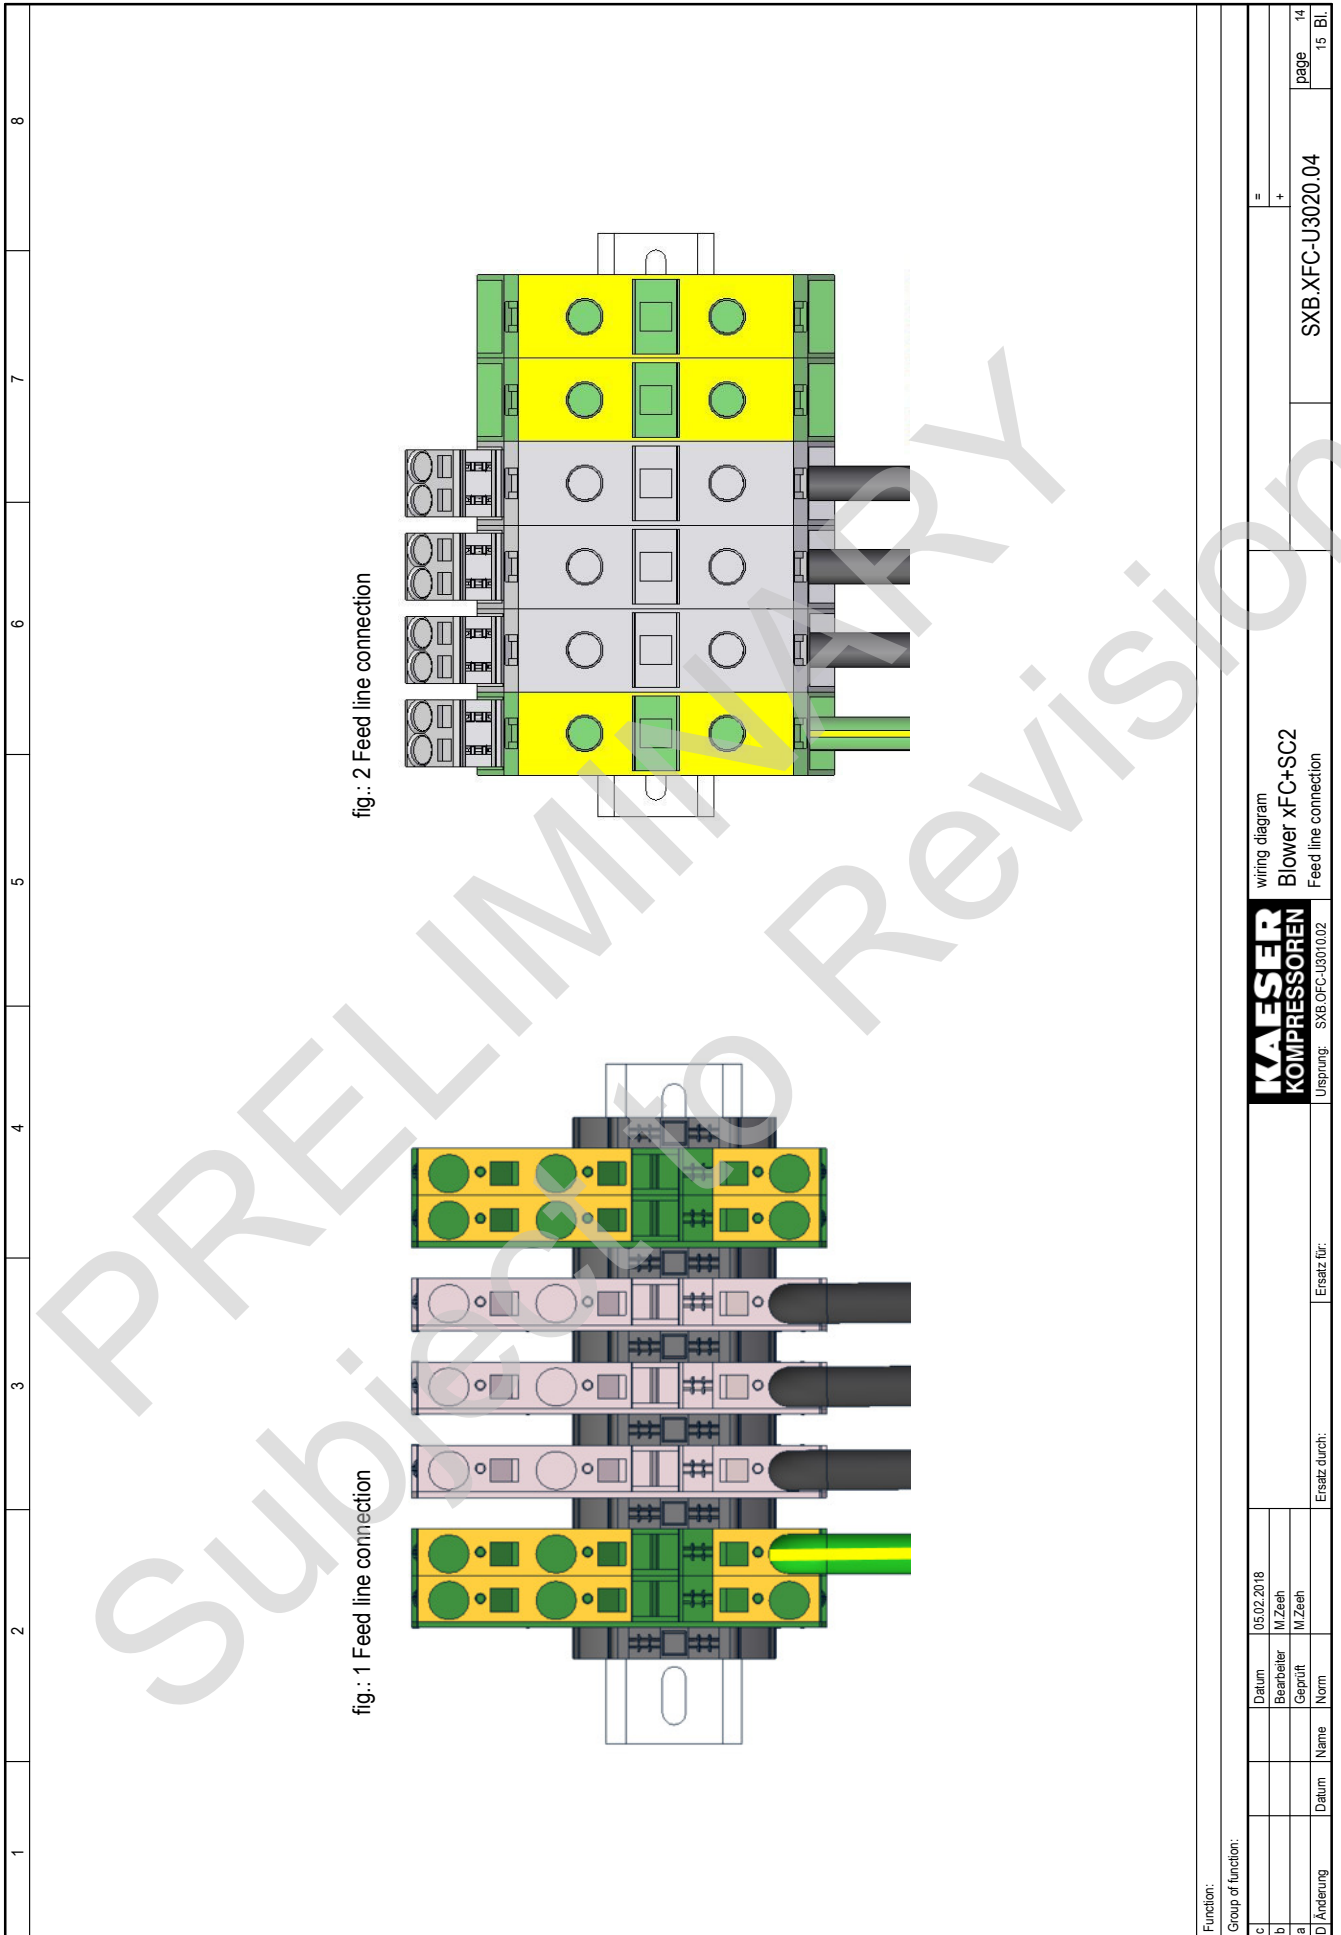 1
2
3
4
5
6
7
8
fig.: 1 Feed line connection
fig.: 2 Feed line connection
PRELIMINARY
Subject to Revision
Function:
Group of function:
c
b
a
D
Änderung
Datum
Name
Datum
05.02.2018
Bearbeiter
M.Zeeh
Geprüft
M.Zeeh
Norm
Ersatz durch:
Ersatz für:
KAESER
KOMPRESSOREN
Ursprung: SXB.OFC-U3010.02
wiring diagram
Blower xFC+SC2
Feed line connection
=
+
SXB.XFC-U3020.04
page 14
15 Bl.